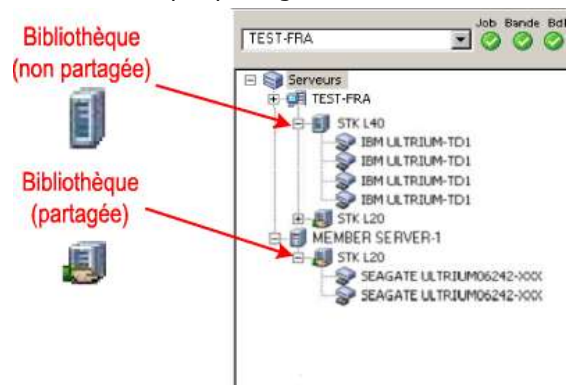 Bibliothèque
(non partagée)
Bibliothèque
(partagée)
TEST-FRA
Job Bande BdD
Serveurs
TEST-FRA
STK L40
IBM ULTRIUM-TD1
IBM ULTRIUM-TD1
IBM ULTRIUM-TD1
IBM ULTRIUM-TD1
STK L20
MEMBER SERVER-1
STK L20
SEAGATE ULTRIUM06242-XXX
SEAGATE ULTRIUM06242-XXX